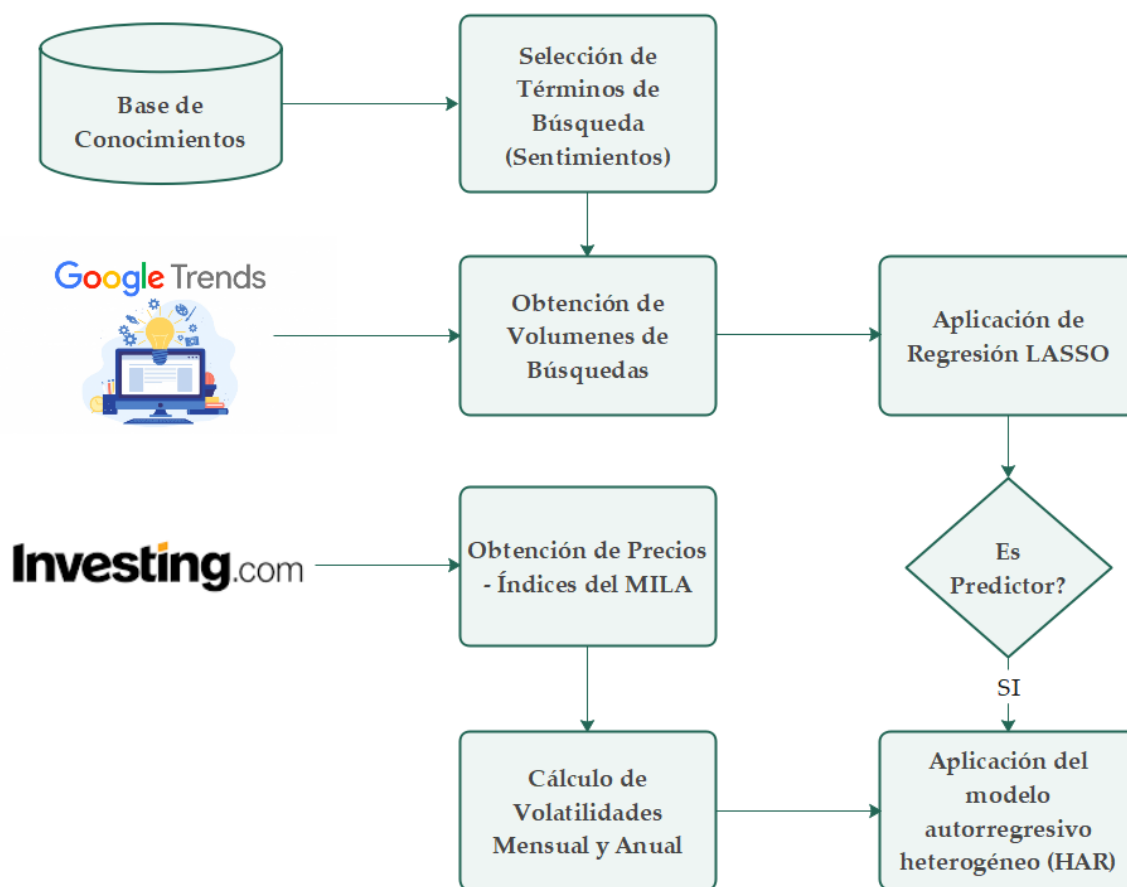 Base de
Conocimientos
Selección de
Términos de
Búsqueda
(Sentimientos)
Google Trends
Obtención de
Volumenes de
Búsquedas
Aplicación de
Regresión LASSO
Investing.com
Obtención de Precios
- Índices del MILA
Es
Predictor?
SI
Cálculo de
Volatilidades
Mensual y Anual
Aplicación del
modelo
autorregresivo
heterogéneo (HAR)